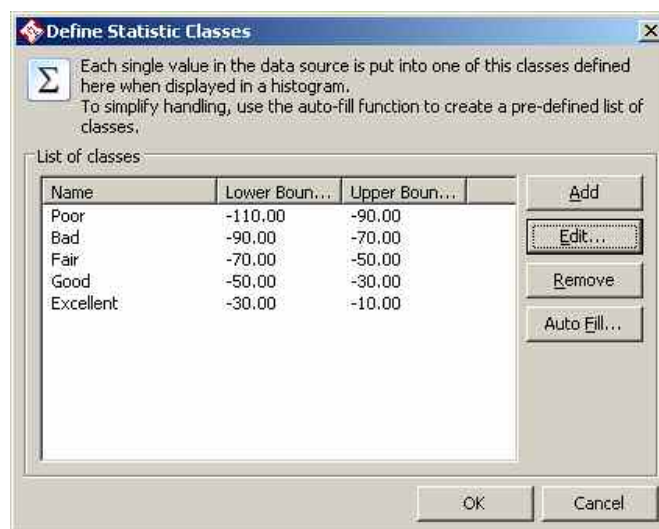 Define Statistic Classes
Each single value in the data source is put into one of this classes defined
here when displayed in a histogram.
To simplify handling, use the auto-fill function to create a pre-defined list of
classes.
List of classes
Name Lower Boun... Upper Boun...
Poor -110.00 -90.00
Bad -90.00 -70.00
Fair -70.00 -50.00
Good -50.00 -30.00
Excellent -30.00 -10.00
Add
Edit...
Remove
Auto Fill...
OK Cancel